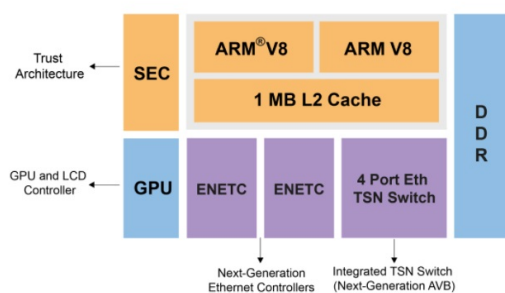 Trust
Architecture
SEC
ARM® V8
ARM V8
1 MB L2 Cache
D
D
R
GPU and LCD
Controller
GPU
ENETC
ENETC
4 Port Eth
TSN Switch
Next-Generation
Ethernet Controllers
Integrated TSN Switch
(Next-Generation AVB)